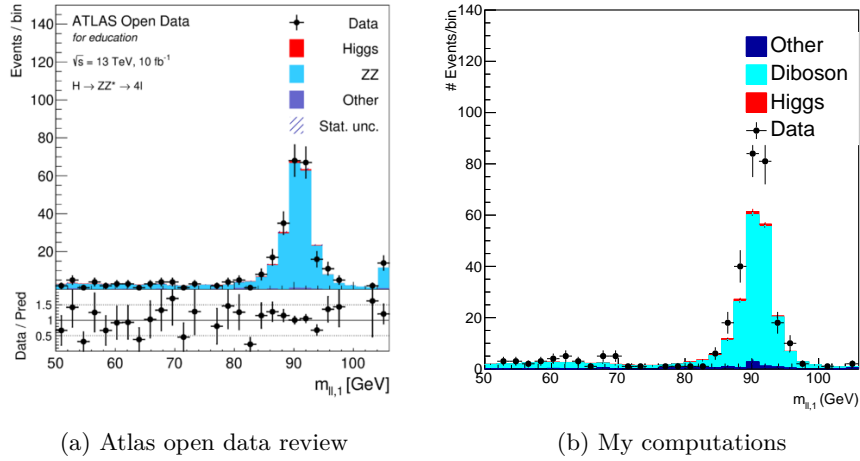 ATLAS Open Data
for education
√s = 13 TeV, 10 fb⁻¹
H → ZZ* → 4l
Data
Higgs
ZZ
Other
Stat. unc.
Events / bin
140
120
100
80
60
40
20
Data / Pred
1.5
1
0.5
50 60 70 80 90 100
m_ll,1 [GeV]
(a) Atlas open data review
# Events/bin
140
120
100
80
60
40
20
0
Other
Diboson
Higgs
Data
50 60 70 80 90 100
m_ll,1 (GeV)
(b) My computations